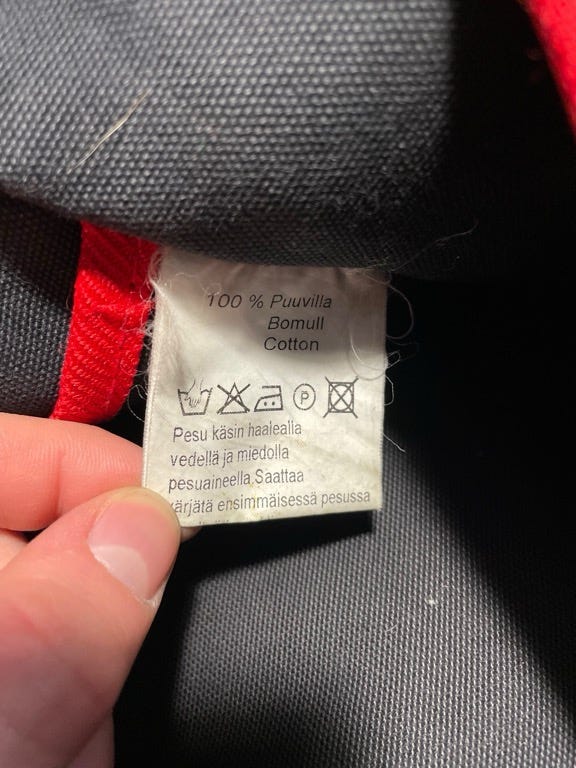 100 % Puuvilla
Bomull
Cotton
P
Pesu käsin haalealla
vedellä ja miedolla
pesuaineella.Saattaa
värjätä ensimmäisessä pesussa